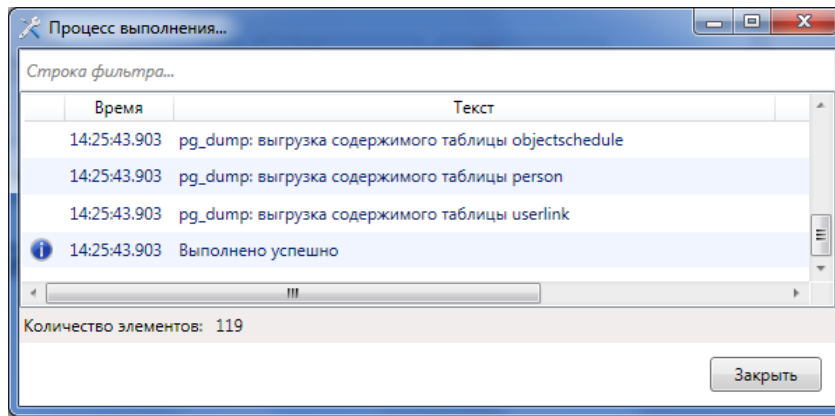 Процесс выполнения...
Строка фильтра...
Время Текст
14:25:43.903 pg_dump: выгрузка содержимого таблицы objectschedule
14:25:43.903 pg_dump: выгрузка содержимого таблицы person
14:25:43.903 pg_dump: выгрузка содержимого таблицы userlink
14:25:43.903 Выполнено успешно
Количество элементов: 119
Закрыть